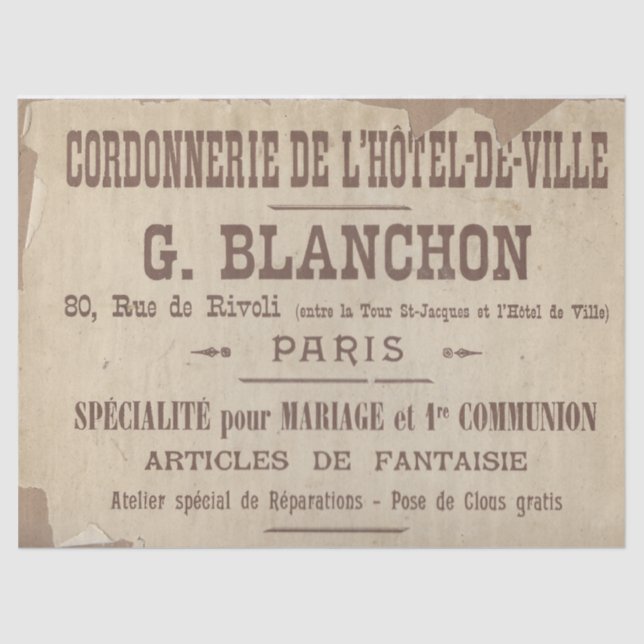 CORDONNERIE DE L'HÔTEL-DE-VILLE
G. BLANCHON
80, Rue de Rivoli (entre la Tour St-Jacques et l'Hôtel de Ville)
PARIS
SPÉCIALITÉ pour MARIAGE et 1re COMMUNION
ARTICLES DE FANTAISIE
Atelier spécial de Réparations - Pose de Clous gratis